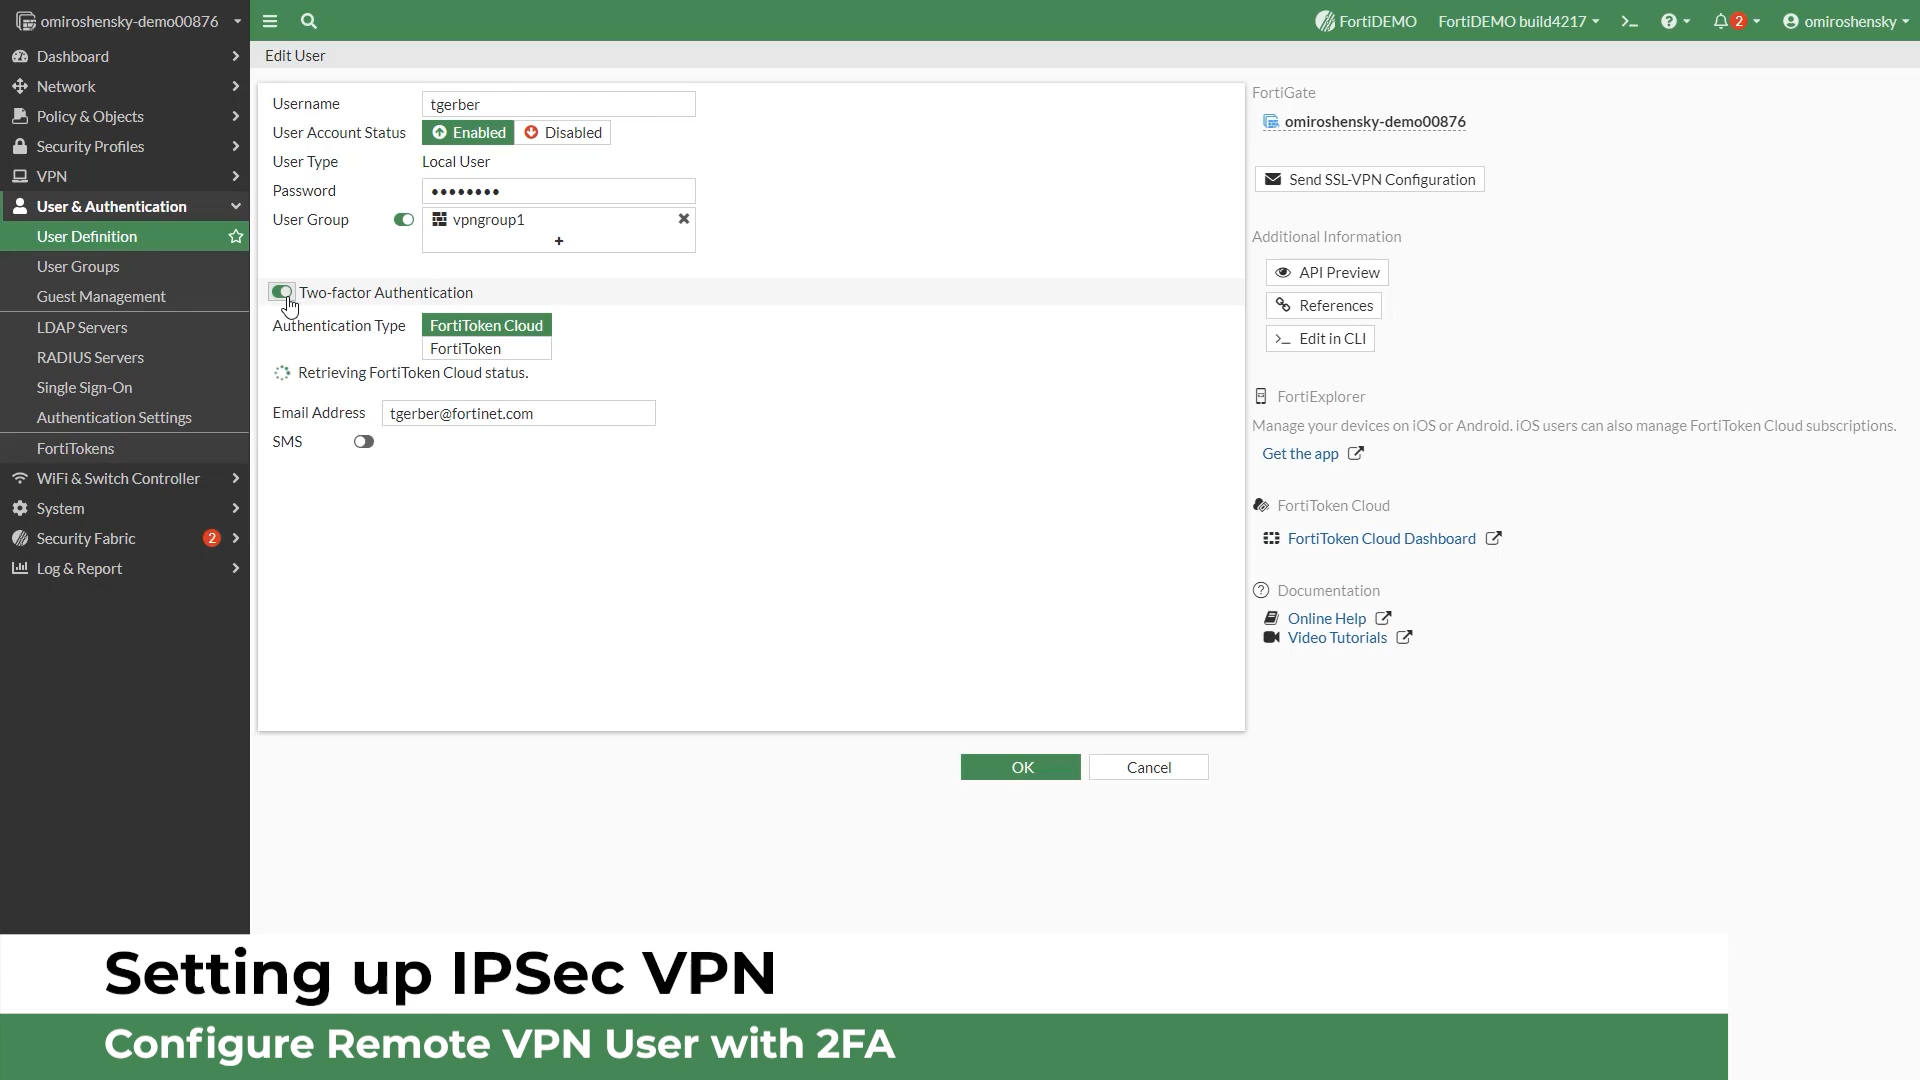 omiroshensky-demo00876
FortiDEMO
FortiDEMO build4217
2
omiroshensky
Dashboard
Network
Policy & Objects
Security Profiles
VPN
User & Authentication
User Definition
User Groups
Guest Management
LDAP Servers
RADIUS Servers
Single Sign-On
Authentication Settings
FortiTokens
WiFi & Switch Controller
System
Security Fabric 2
Log & Report
Edit User
Username tgerber
User Account Status Enabled Disabled
User Type Local User
Password ••••••••
User Group vpngroup1
+
Two-factor Authentication
Authentication Type FortiToken Cloud
FortiToken
Retrieving FortiToken Cloud status.
Email Address tgerber@fortinet.com
SMS
OK Cancel
FortiGate
omiroshensky-demo00876
Send SSL-VPN Configuration
Additional Information
API Preview
References
>_ Edit in CLI
FortiExplorer
Manage your devices on iOS or Android. iOS users can also manage FortiToken Cloud subscriptions.
Get the app
FortiToken Cloud
FortiToken Cloud Dashboard
Documentation
Online Help
Video Tutorials
Setting up IPSec VPN
Configure Remote VPN User with 2FA